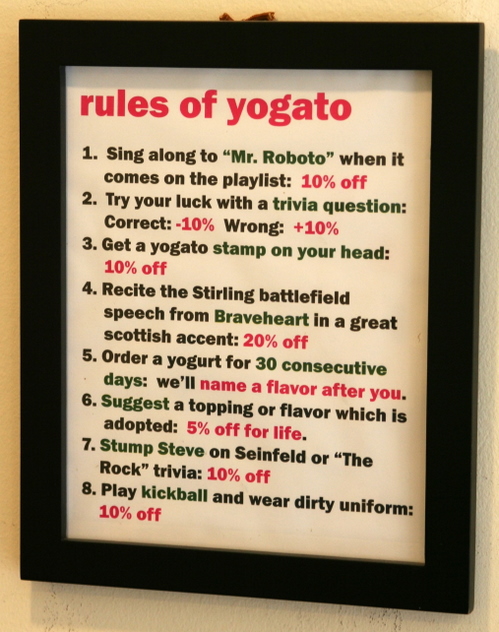 rules of yogato
1. Sing along to “Mr. Roboto” when it
comes on the playlist: 10% off
2. Try your luck with a trivia question:
Correct: -10% Wrong: +10%
3. Get a yogato stamp on your head:
10% off
4. Recite the Stirling battlefield
speech from Braveheart in a great
scottish accent: 20% off
5. Order a yogurt for 30 consecutive
days: we’ll name a flavor after you.
6. Suggest a topping or flavor which is
adopted: 5% off for life.
7. Stump Steve on Seinfeld or “The
Rock” trivia: 10% off
8. Play kickball and wear dirty uniform:
10% off